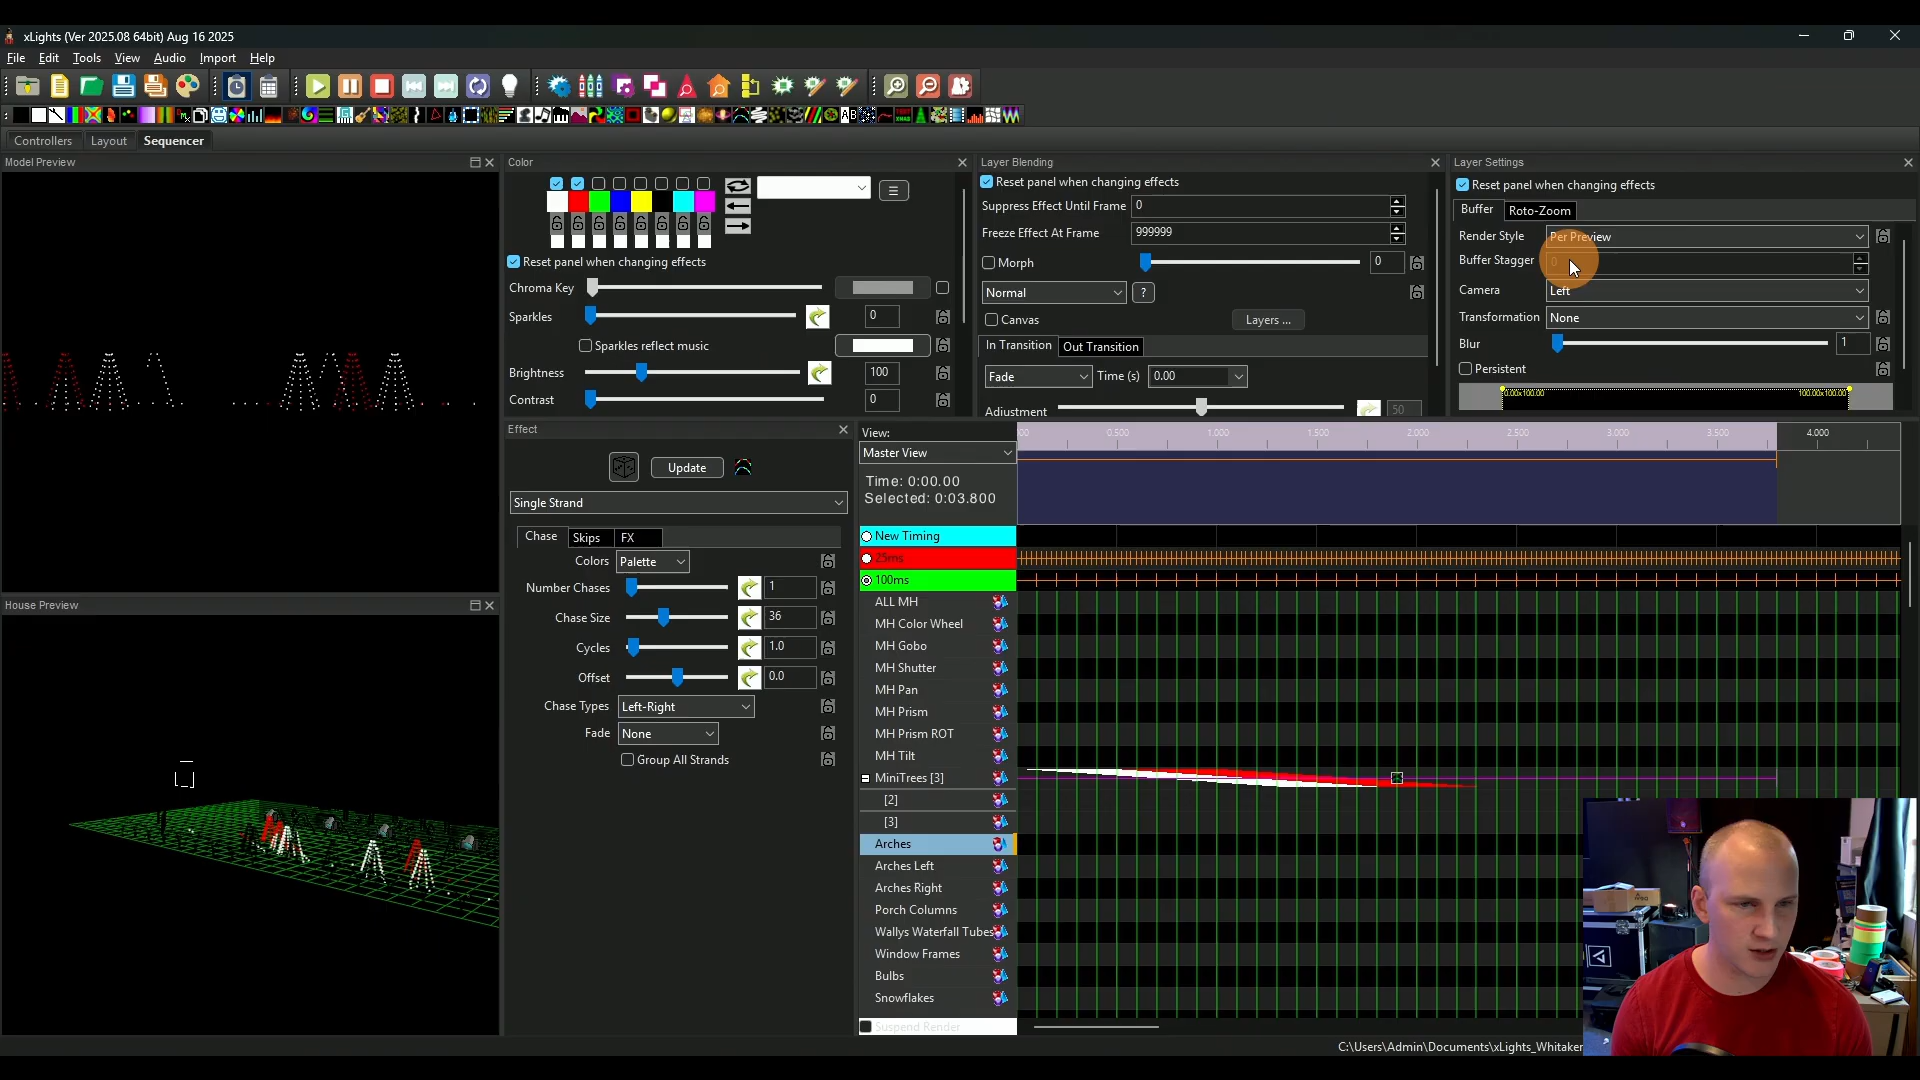 xLights (Ver 2025.08 64bit) Aug 16 2025
File Edit Tools View Audio Import Help
Controllers Layout Sequencer
Model Preview
Color
Reset panel when changing effects
Chroma Key
Sparkles 0
Sparkles reflect music
Brightness 100
Contrast 0
Layer Blending
Reset panel when changing effects
Suppress Effect Until Frame 0
Freeze Effect At Frame 999999
Morph 0
Normal ?
Canvas Layers ...
In Transition Out Transition
Fade Time (s) 0.00
Adjustment 50
Layer Settings
Reset panel when changing effects
Buffer Roto-Zoom
Render Style Per Preview
Buffer Stagger 0
Camera Left
Transformation None
Blur 1
Persistent
0.00x100.00 100.00x100.00
House Preview
Effect
Update
Single Strand
Chase Skips FX
Colors Palette
Number Chases 1
Chase Size 36
Cycles 1.0
Offset 0.0
Chase Types Left-Right
Fade None
Group All Strands
View:
Master View
Time: 0:00.00
Selected: 0:03.800
0.500 1.000 1.500 2.000 2.500 3.000 3.500 4.000
New Timing
25ms
100ms
ALL MH
MH Color Wheel
MH Gobo
MH Shutter
MH Pan
MH Prism
MH Prism ROT
MH Tilt
MiniTrees [3]
[2]
[3]
Arches
Arches Left
Arches Right
Porch Columns
Wallys Waterfall Tubes
Window Frames
Bulbs
Snowflakes
Suspend Render
C:\Users\Admin\Documents\xLights_Whitaker